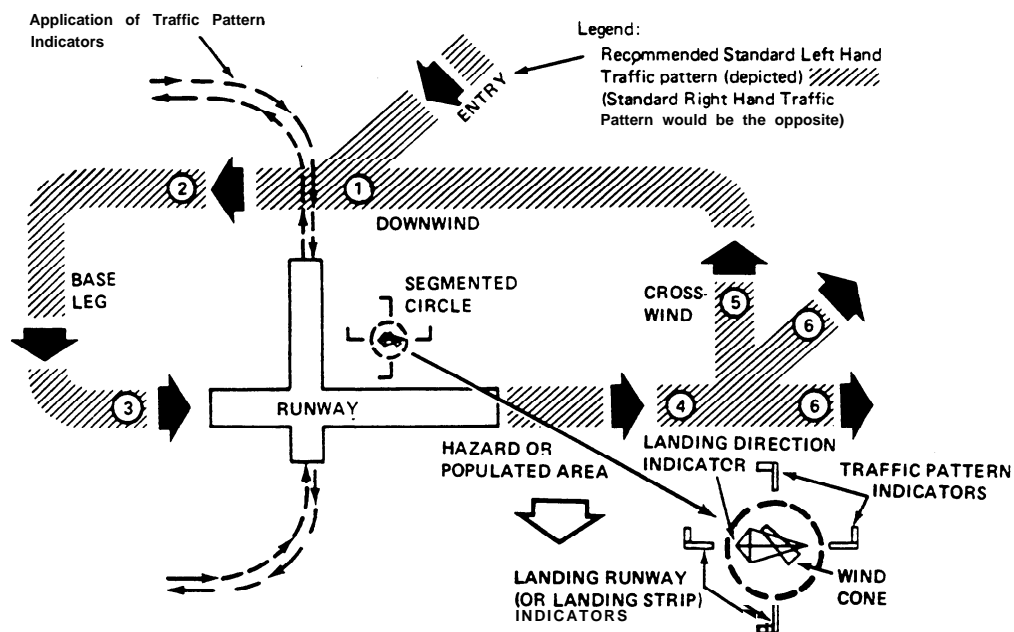 Application of Traffic Pattern
Indicators
Legend:
Recommended Standard Left Hand
Traffic pattern (depicted)
(Standard Right Hand Traffic
Pattern would be the opposite)
ENTRY
2
1
DOWNWIND
BASE
LEG
SEGMENTED
CIRCLE
CROSS-
WIND
5
6
3
RUNWAY
4
6
HAZARD OR
POPULATED AREA
LANDING DIRECTION
INDICATOR
TRAFFIC PATTERN
INDICATORS
LANDING RUNWAY
(OR LANDING STRIP)
INDICATORS
WIND
CONE